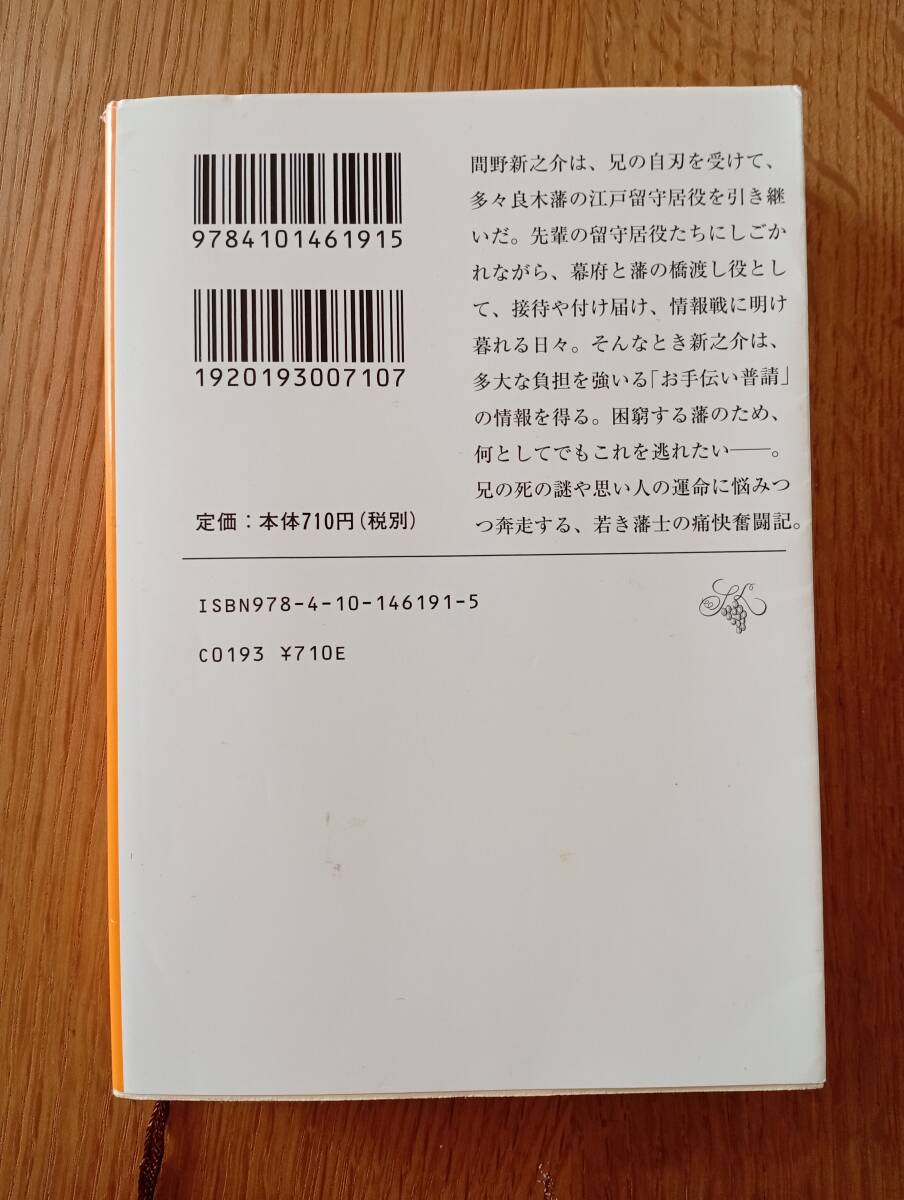 9784101461915
1920193007107
定価：本体710円（税別）
間野新之介は、兄の自刃を受けて、
多々良木藩の江戸留守居役を引き継
いだ。先輩の留守居役たちにしごか
れながら、幕府と藩の橋渡し役とし
て、接待や付け届け、情報戦に明け
暮れる日々。そんなとき新之介は、
多大な負担を強いる「お手伝い普請」
の情報を得る。困窮する藩のため、
何としてでもこれを逃れたい――。
兄の死の謎や思い人の運命に悩みつ
つ奔走する、若き藩士の痛快奮闘記。
ISBN978-4-10-146191-5
C0193 ¥710E